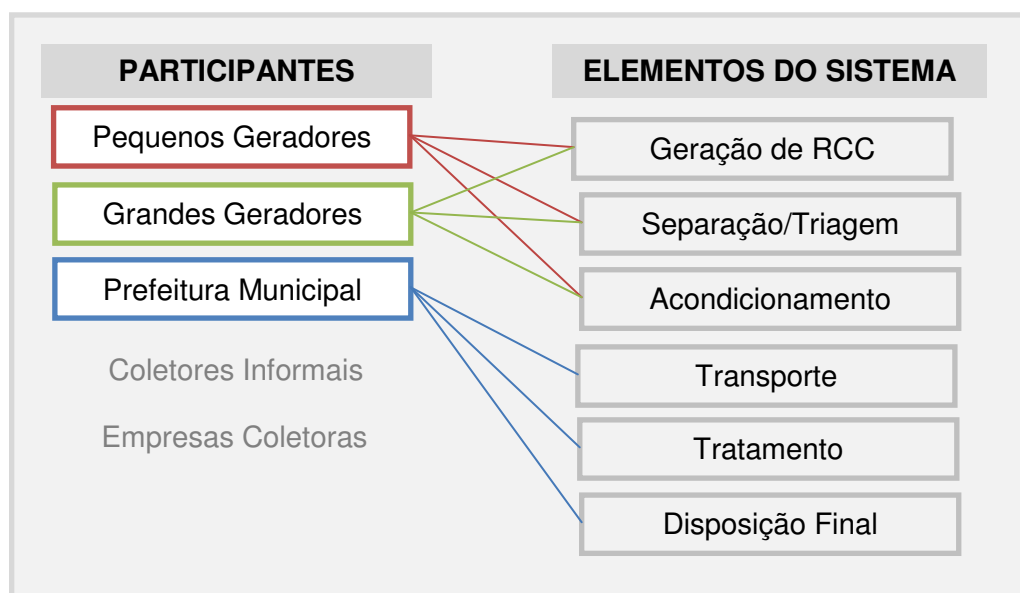 PARTICIPANTES
Pequenos Geradores
Grandes Geradores
Prefeitura Municipal
Coletores Informais
Empresas Coletoras
ELEMENTOS DO SISTEMA
Geração de RCC
Separação/Triagem
Acondicionamento
Transporte
Tratamento
Disposição Final